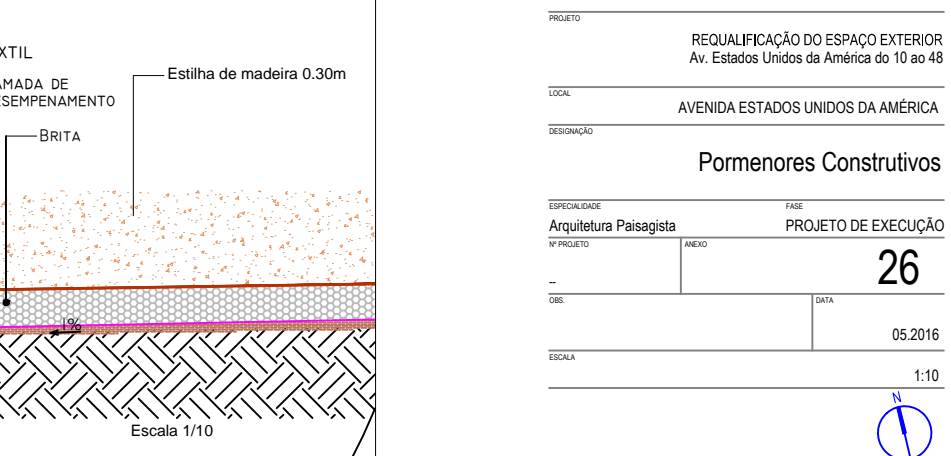 XTIL
AMADA DE
ESEMPENAMENTO
BRITA
Estilha de madeira 0.30m
1%
Escala 1/10
PROJETO
REQUALIFICAÇÃO DO ESPAÇO EXTERIOR
Av. Estados Unidos da América do 10 ao 48
LOCAL
AVENIDA ESTADOS UNIDOS DA AMÉRICA
DESIGNAÇÃO
Pormenores Construtivos
ESPECIALIDADE FASE
Arquitetura Paisagista PROJETO DE EXECUÇÃO
Nº PROJETO ANEXO
-- 26
OBS. DATA
05.2016
ESCALA
1:10
N